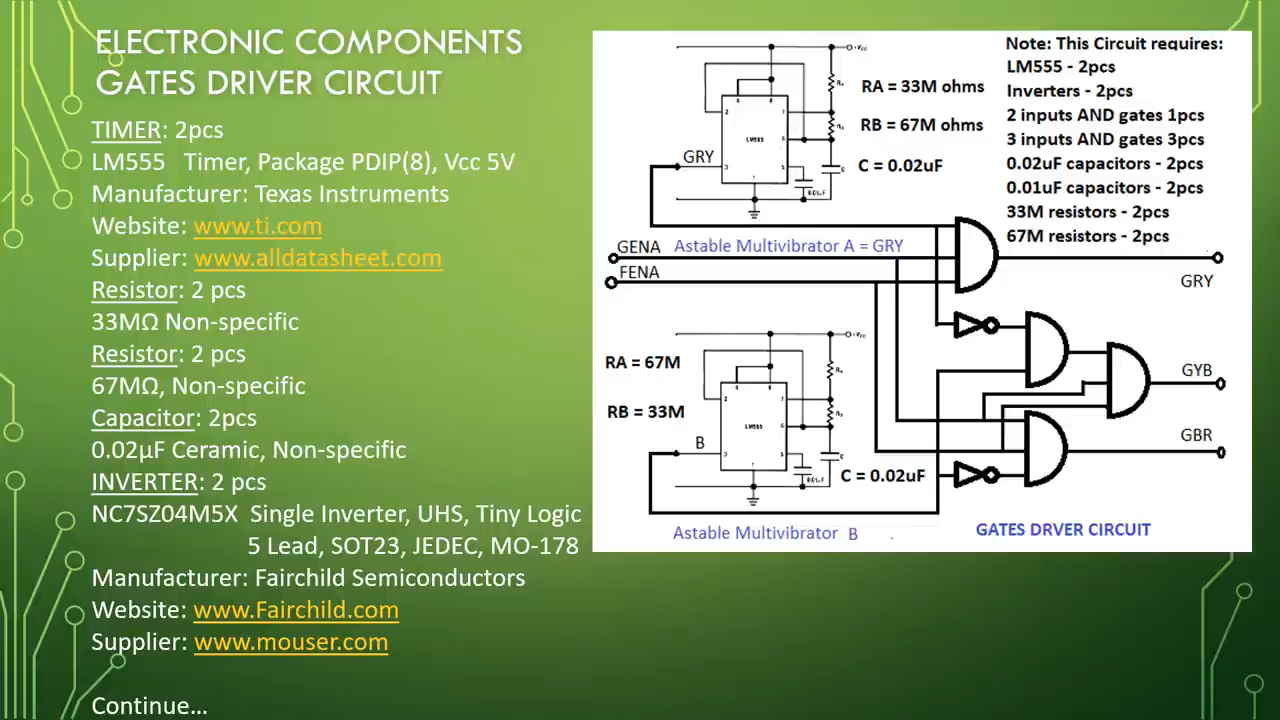 ELECTRONIC COMPONENTS
GATES DRIVER CIRCUIT
TIMER: 2pcs
LM555 Timer, Package PDIP(8), Vcc 5V
Manufacturer: Texas Instruments
Website: www.ti.com
Supplier: www.alldatasheet.com
Resistor: 2 pcs
33MΩ Non-specific
Resistor: 2 pcs
67MΩ, Non-specific
Capacitor: 2pcs
0.02µF Ceramic, Non-specific
INVERTER: 2 pcs
NC7SZ04M5X Single Inverter, UHS, Tiny Logic
5 Lead, SOT23, JEDEC, MO-178
Manufacturer: Fairchild Semiconductors
Website: www.Fairchild.com
Supplier: www.mouser.com
Continue...
Note: This Circuit requires:
LM555 - 2pcs
Inverters - 2pcs
2 inputs AND gates 1pcs
3 inputs AND gates 3pcs
0.02uF capacitors - 2pcs
0.01uF capacitors - 2pcs
33M resistors - 2pcs
67M resistors - 2pcs
RA = 33M ohms
RB = 67M ohms
C = 0.02uF
LM555
0.01uF
GRY
GENA
Astable Multivibrator A = GRY
FENA
GRY
RA = 67M
RB = 33M
LM555
B
0.01uF
C = 0.02uF
GYB
GBR
Astable Multivibrator B
GATES DRVER CIRCUIT